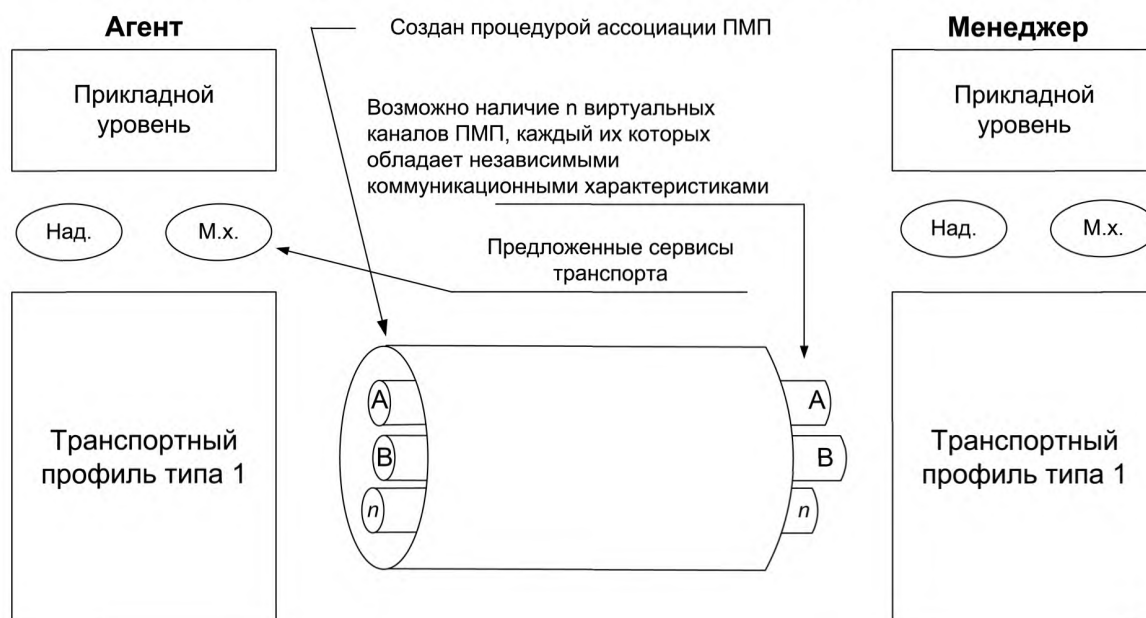 Агент
Создан процедурой ассоциации ПМП
Менеджер
Прикладной
уровень
Возможно наличие n виртуальных
каналов ПМП, каждый их которых
обладает независимыми
коммуникационными характеристиками
Прикладной
уровень
Над.
М.х.
Предложенные сервисы
транспорта
Над.
М.х.
Транспортный
профиль типа 1
A
B
n
A
B
n
Транспортный
профиль типа 1